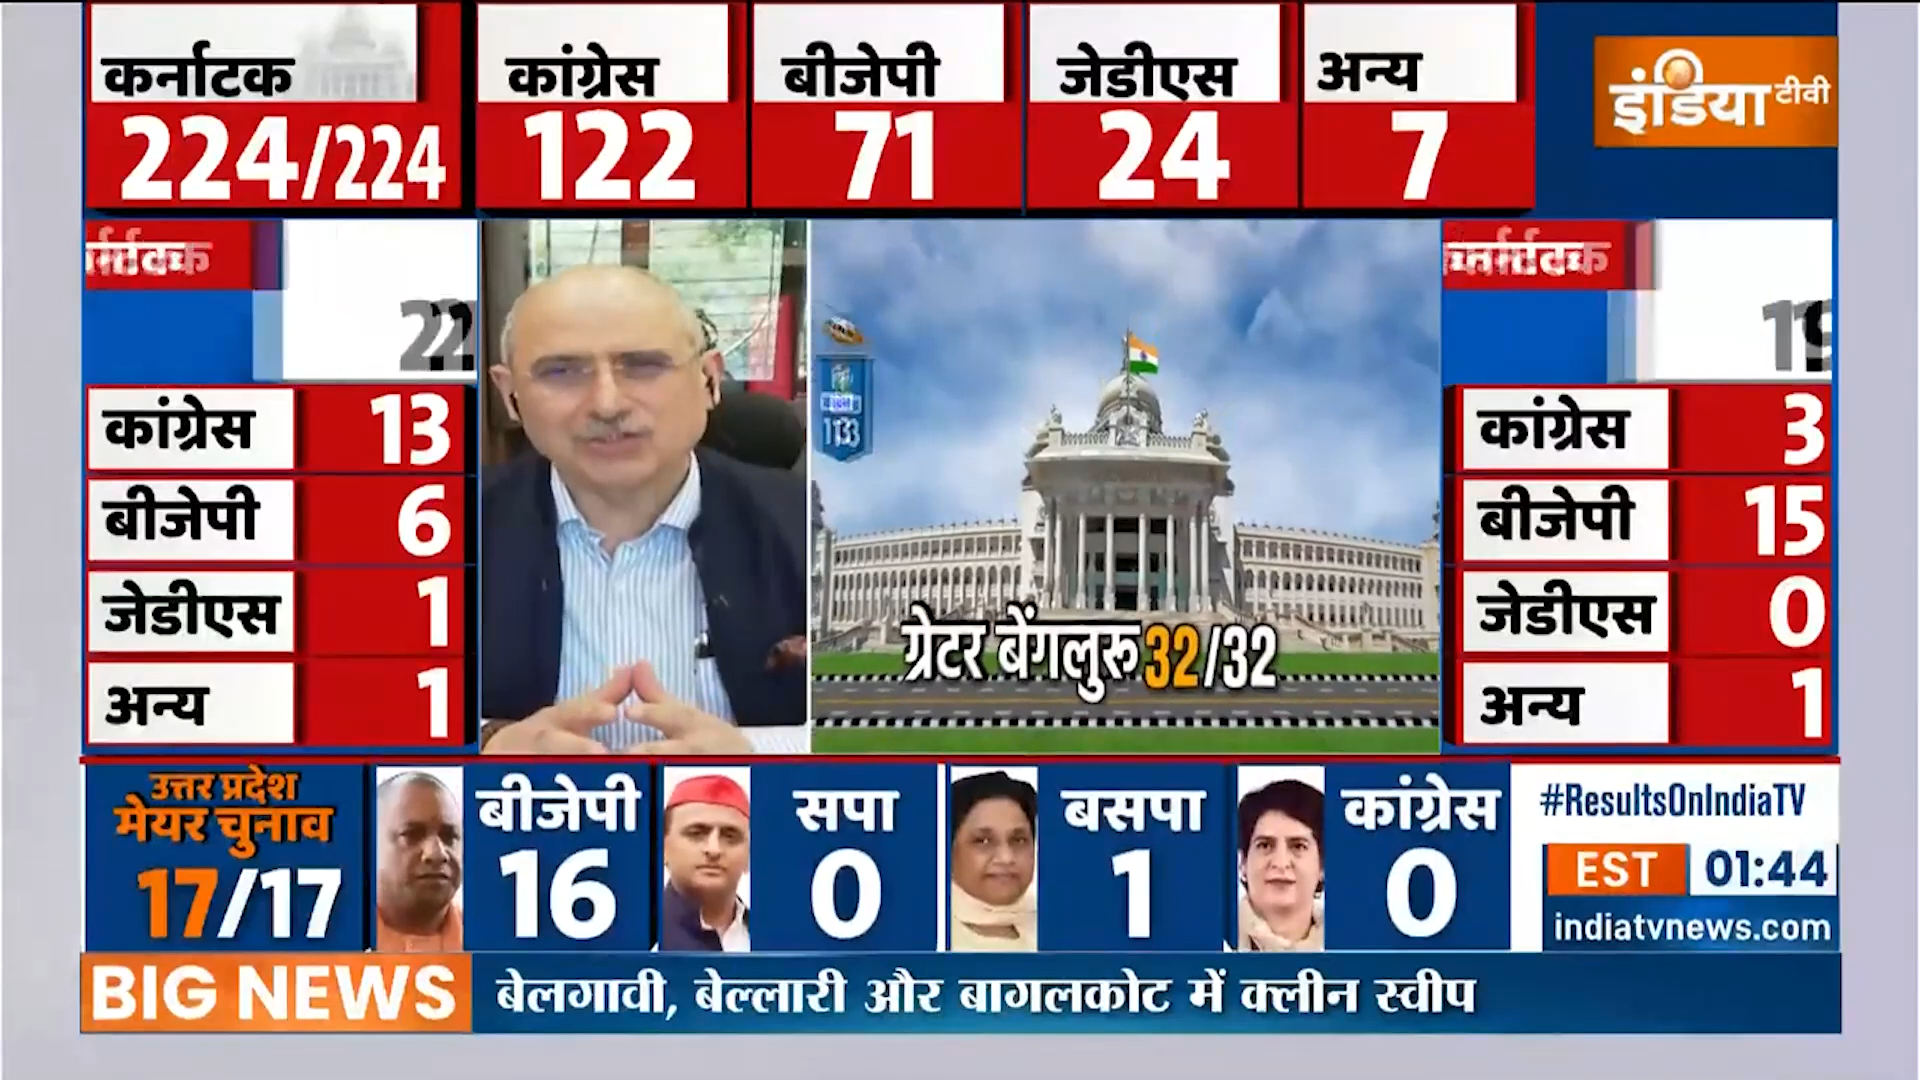 कर्नाटक
224/224
कांग्रेस
122
बीजेपी
71
जेडीएस
24
अन्य
7
इंडिया टीवी
कांग्रेस 13
बीजेपी 6
जेडीएस 1
अन्य 1
ग्रेटर बेंगलुरू 32/32
कांग्रेस 3
बीजेपी 15
जेडीएस 0
अन्य 1
उत्तर प्रदेश
मेयर चुनाव
17/17
बीजेपी
16
सपा
0
बसपा
1
कांग्रेस
0
#ResultsOnIndiaTV
EST 01:44
indiatvnews.com
BIG NEWS
बेलगावी, बेल्लारी और बागलकोट में क्लीन स्वीप